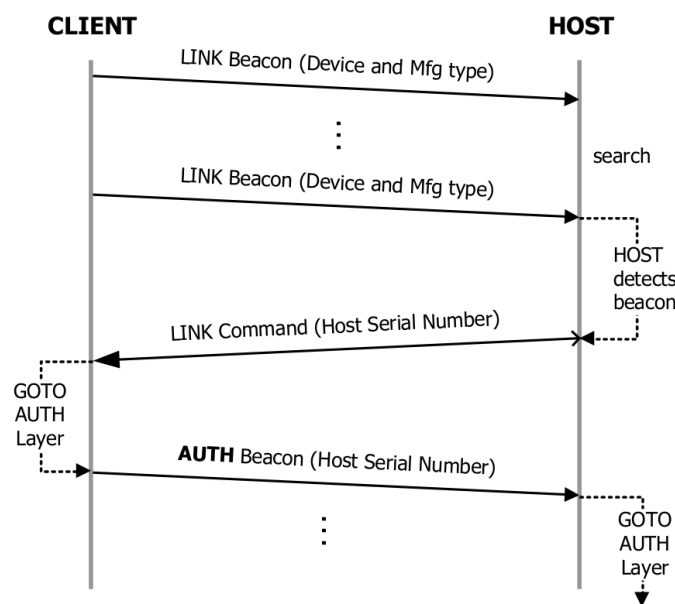 CLIENT
HOST
LINK Beacon (Device and Mfg type)
search
LINK Beacon (Device and Mfg type)
HOST
detects
beacon
LINK Command (Host Serial Number)
GOTO
AUTH
Layer
AUTH Beacon (Host Serial Number)
GOTO
AUTH
Layer